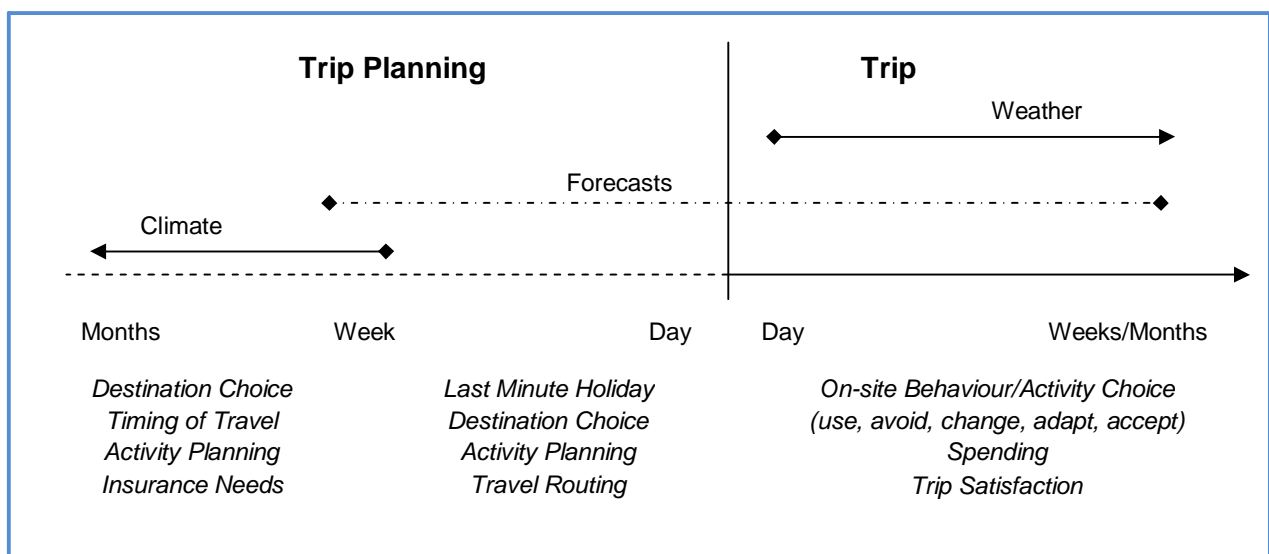 Trip Planning
Trip
Weather
Forecasts
Climate
Months
Week
Day
Day
Weeks/Months
Destination Choice
Timing of Travel
Activity Planning
Insurance Needs
Last Minute Holiday
Destination Choice
Activity Planning
Travel Routing
On-site Behaviour/Activity Choice
(use, avoid, change, adapt, accept)
Spending
Trip Satisfaction